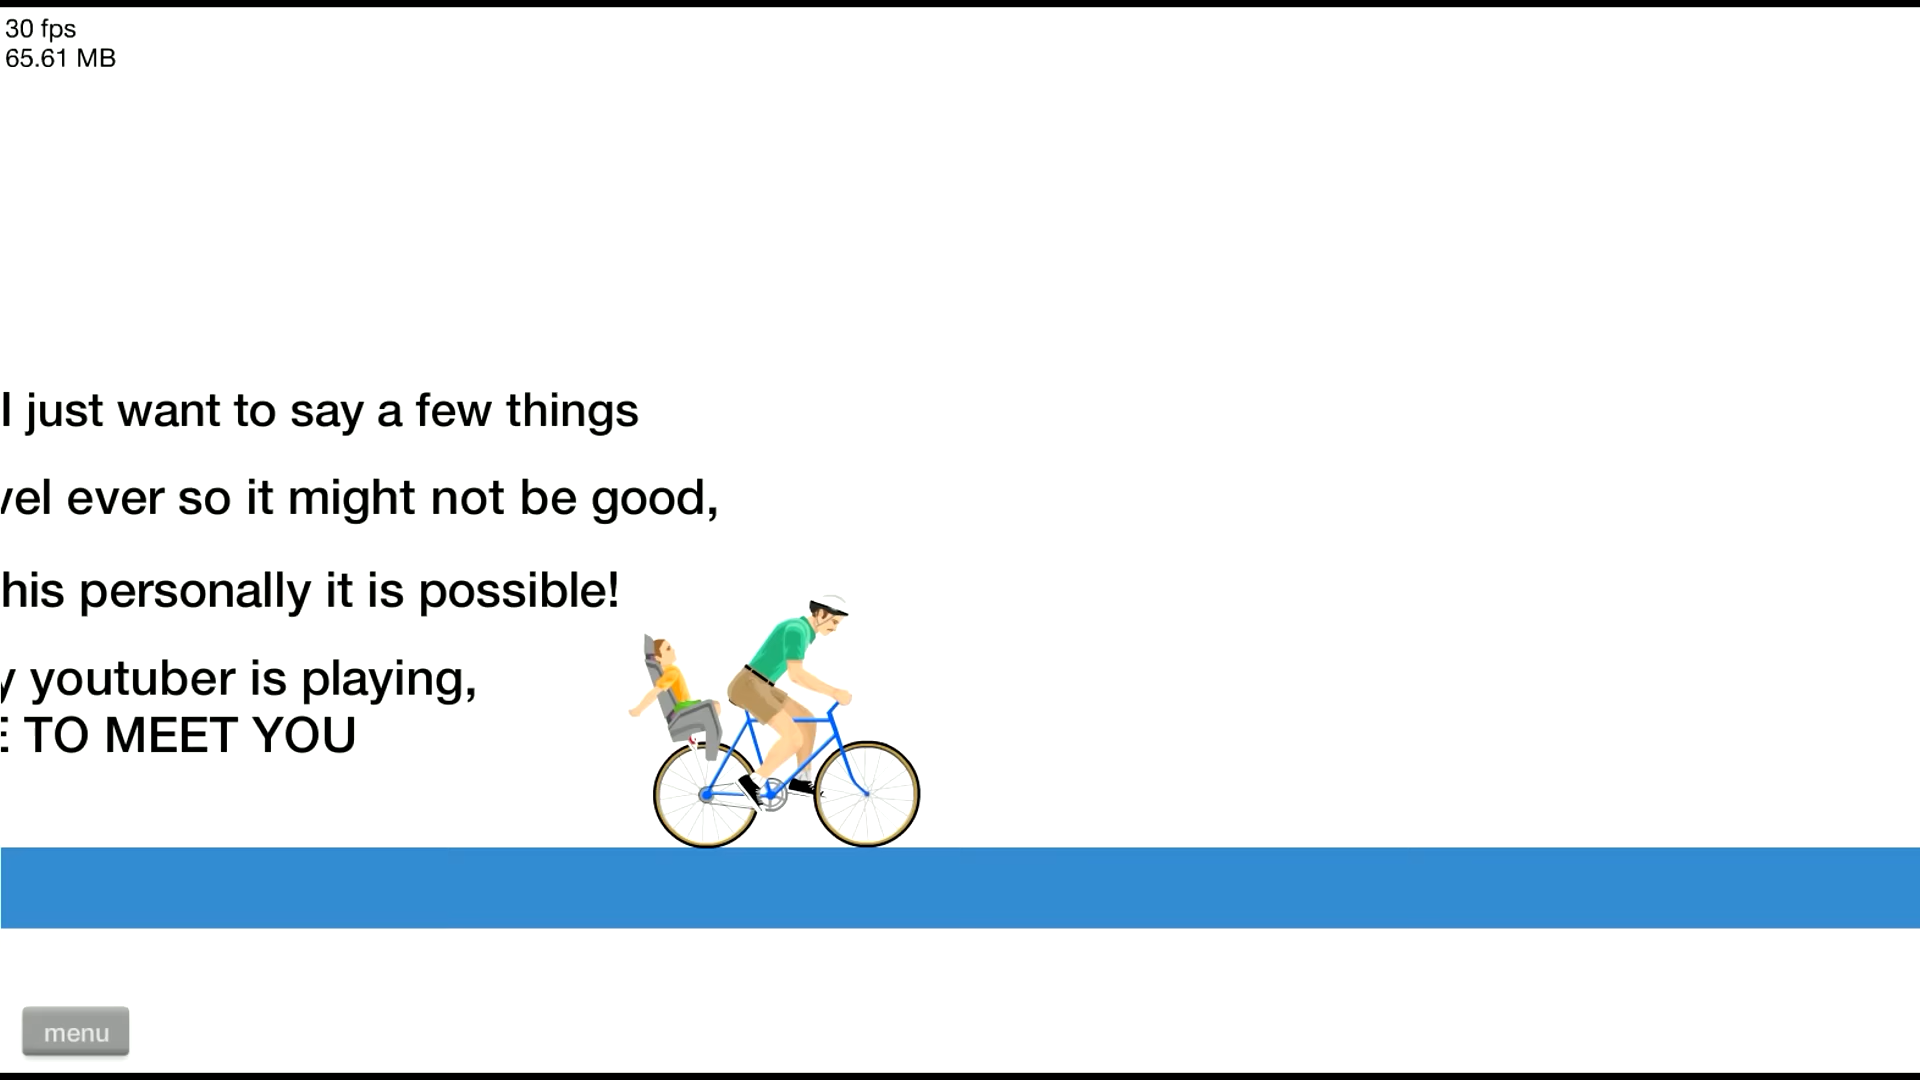 30 fps
65.61 MB
I just want to say a few things
vel ever so it might not be good,
his personally it is possible!
y youtuber is playing,
E TO MEET YOU
menu